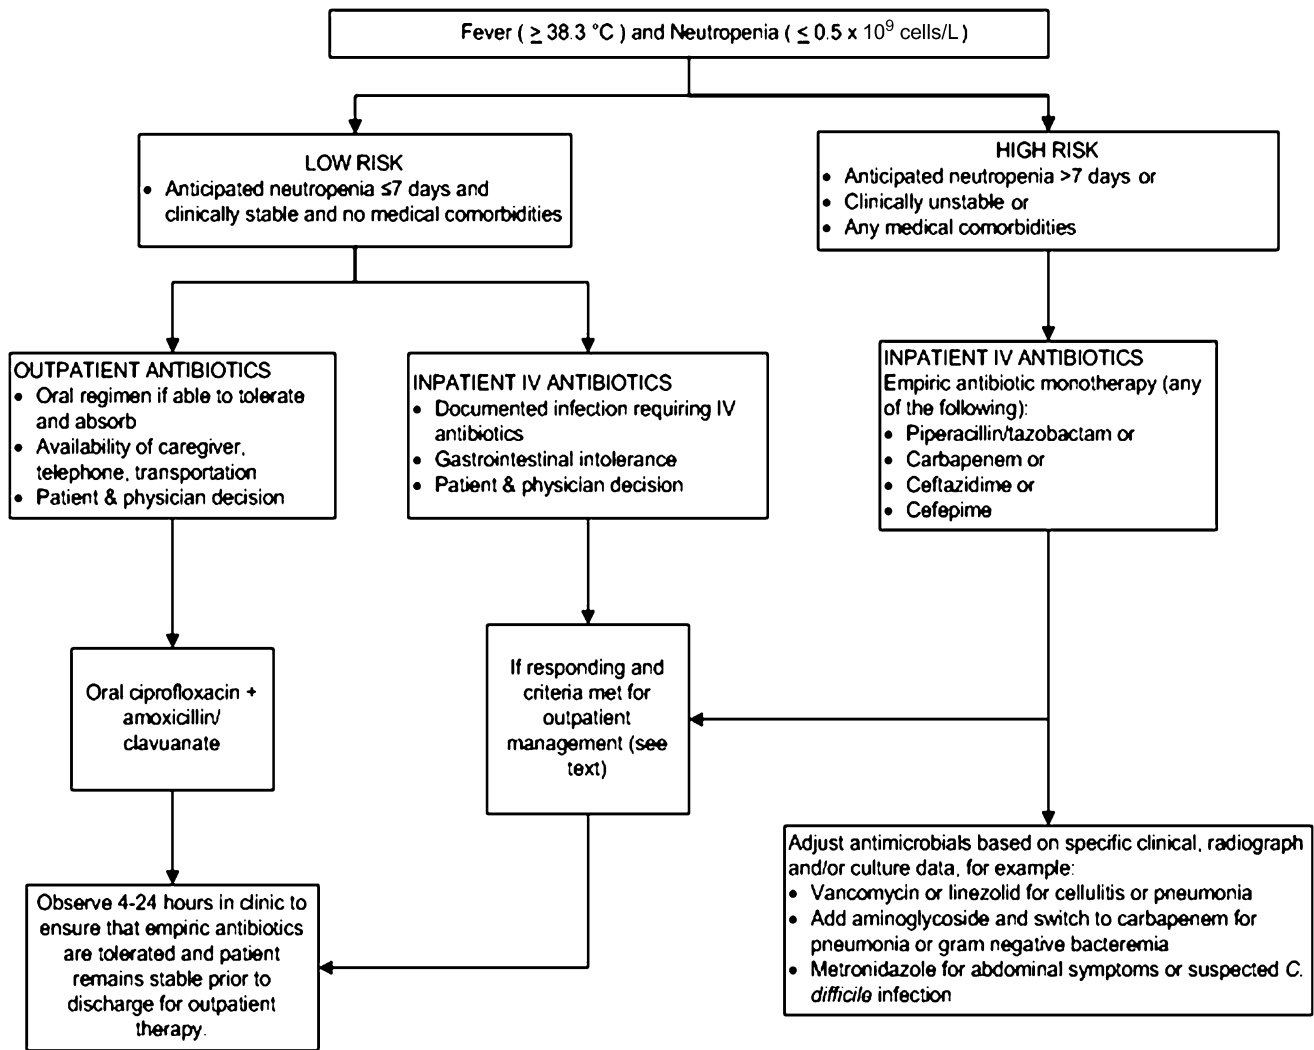 Fever ( ≥ 38.3 °C ) and Neutropenia ( ≤ 0.5 x 10⁹ cells/L)
LOW RISK
• Anticipated neutropenia ≤7 days and
clinically stable and no medical comorbidities
HIGH RISK
• Anticipated neutropenia >7 days or
• Clinically unstable or
• Any medical comorbidities
OUTPATIENT ANTIBIOTICS
• Oral regimen if able to tolerate
and absorb
• Availability of caregiver,
telephone, transportation
• Patient & physician decision
INPATIENT IV ANTIBIOTICS
• Documented infection requiring IV
antibiotics
• Gastrointestinal intolerance
• Patient & physician decision
INPATIENT IV ANTIBIOTICS
Empiric antibiotic monotherapy (any
of the following):
• Piperacillin/tazobactam or
• Carbapenem or
• Ceftazidime or
• Cefepime
Oral ciprofloxacin +
amoxicillin/
clavuanate
If responding and
criteria met for
outpatient
management (see
text)
Observe 4-24 hours in clinic to
ensure that empiric antibiotics
are tolerated and patient
remains stable prior to
discharge for outpatient
therapy.
Adjust antimicrobials based on specific clinical, radiograph
and/or culture data, for example:
• Vancomycin or linezolid for cellulitis or pneumonia
• Add aminoglycoside and switch to carbapenem for
pneumonia or gram negative bacteremia
• Metronidazole for abdominal symptoms or suspected C.
difficile infection